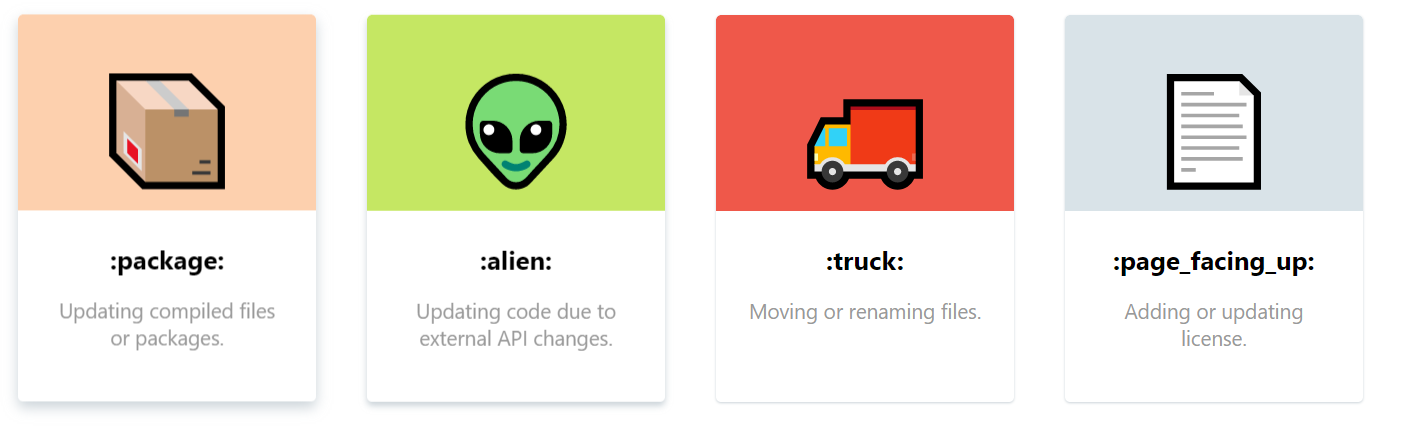 :package:
Updating compiled files
or packages.
:alien:
Updating code due to
external API changes.
:truck:
Moving or renaming files.
:page_facing_up:
Adding or updating
license.